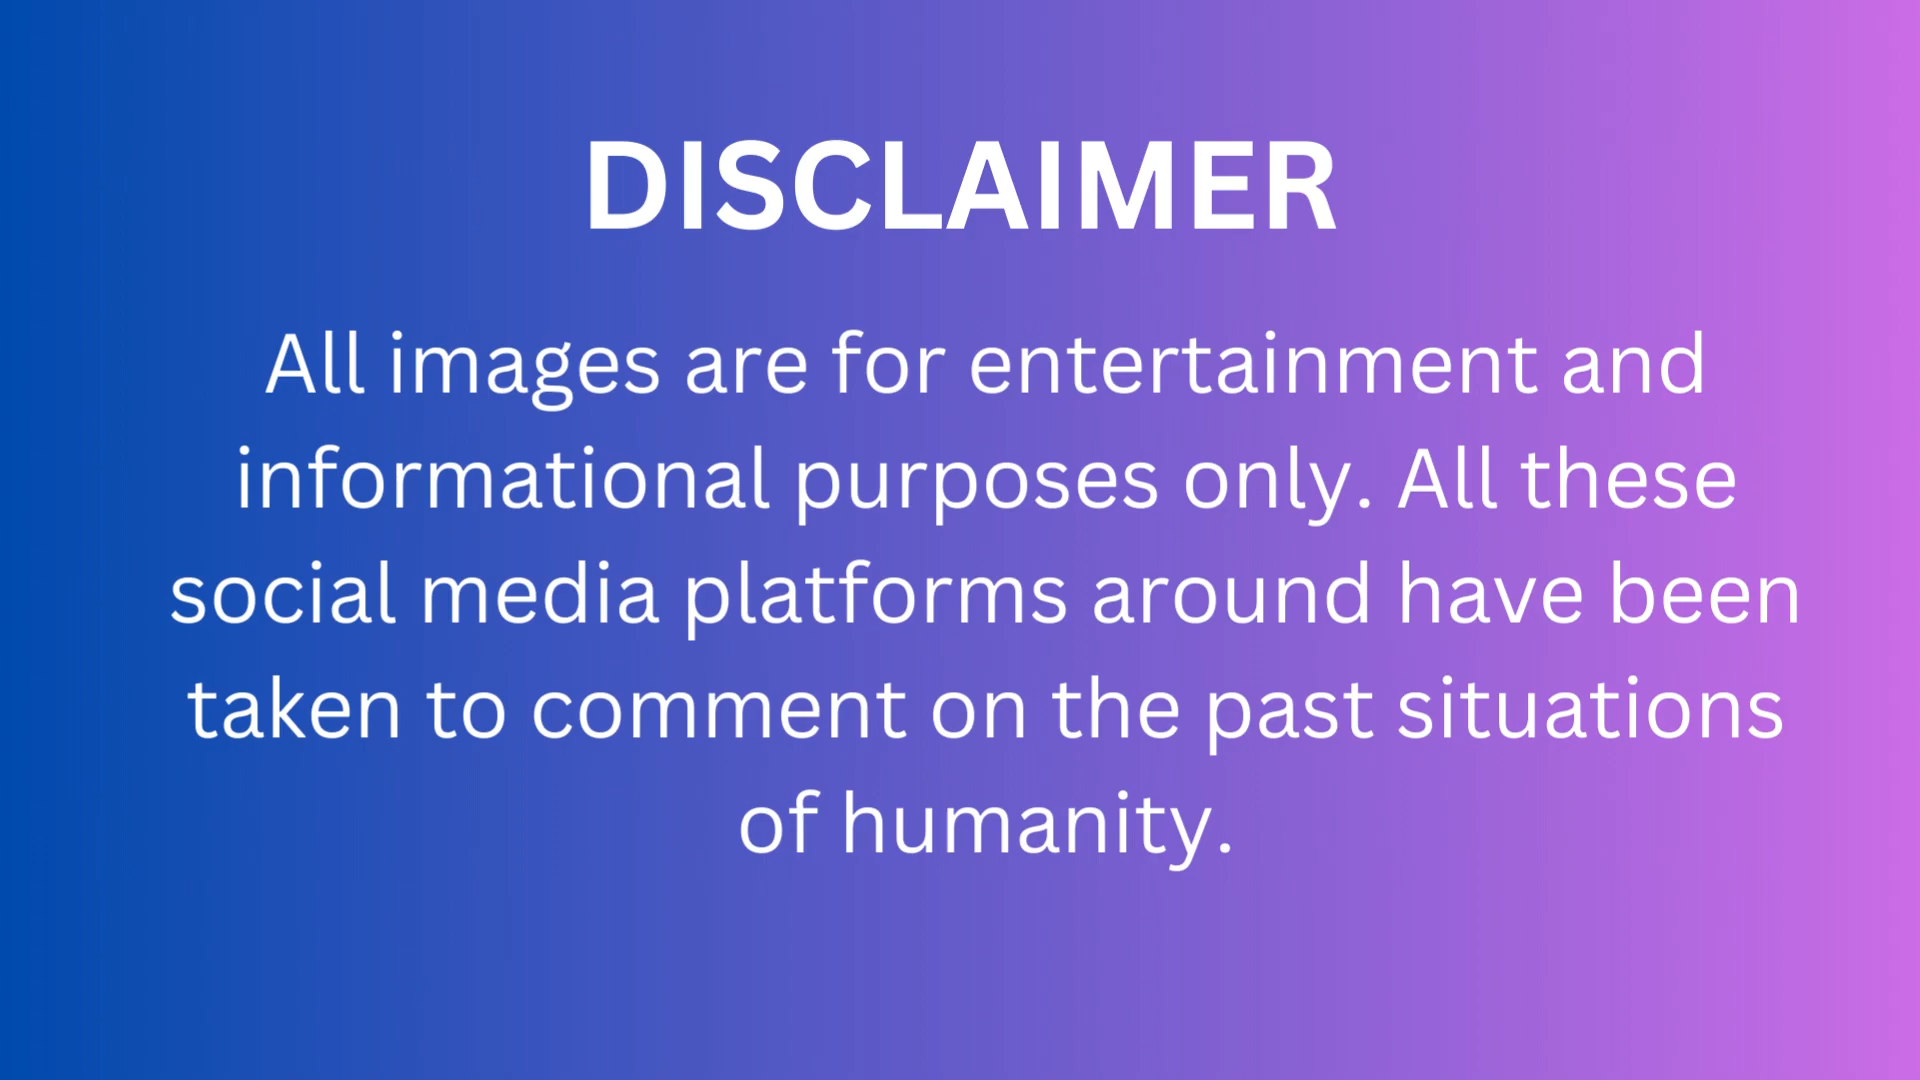 DISCLAIMER
All images are for entertainment and
informational purposes only. All these
social media platforms around have been
taken to comment on the past situations
of humanity.